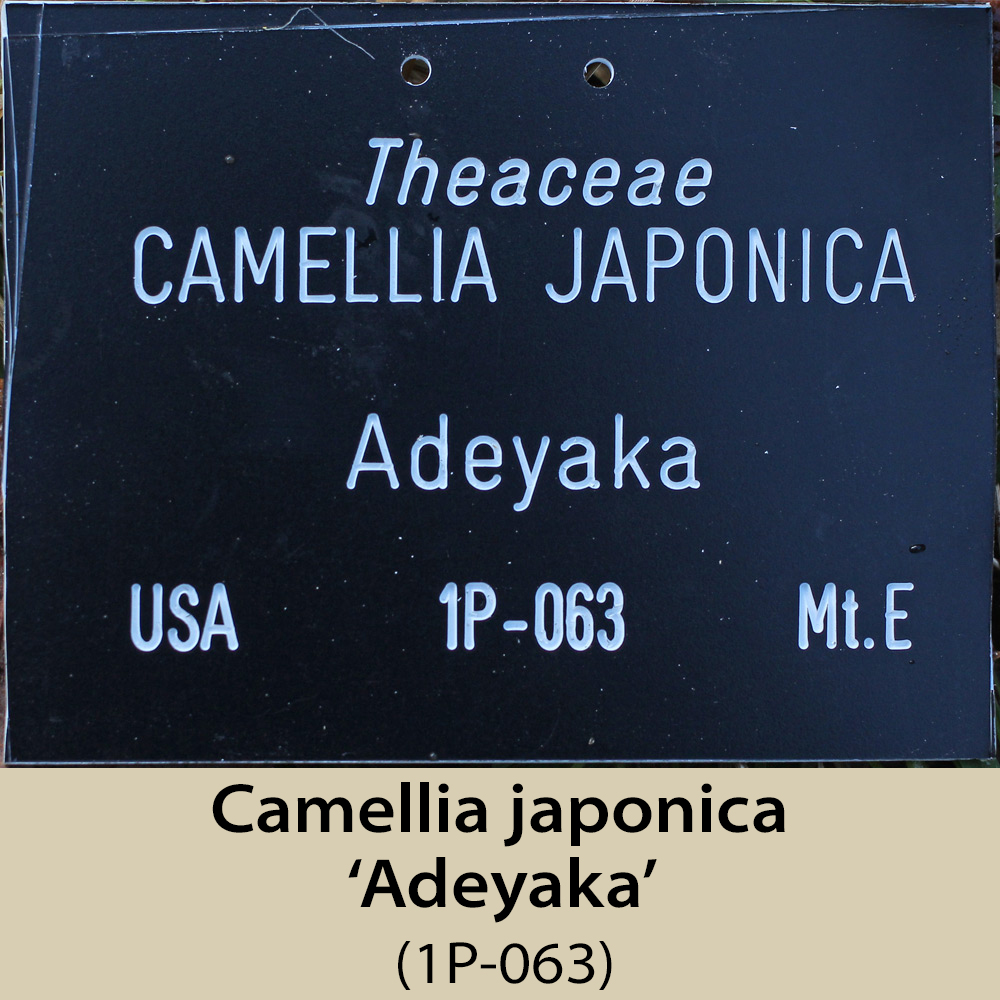 Theaceae
CAMELLIA JAPONICA
Adeyaka
USA 1P-063 Mt.E
Camellia japonica
‘Adeyaka’
(1P-063)